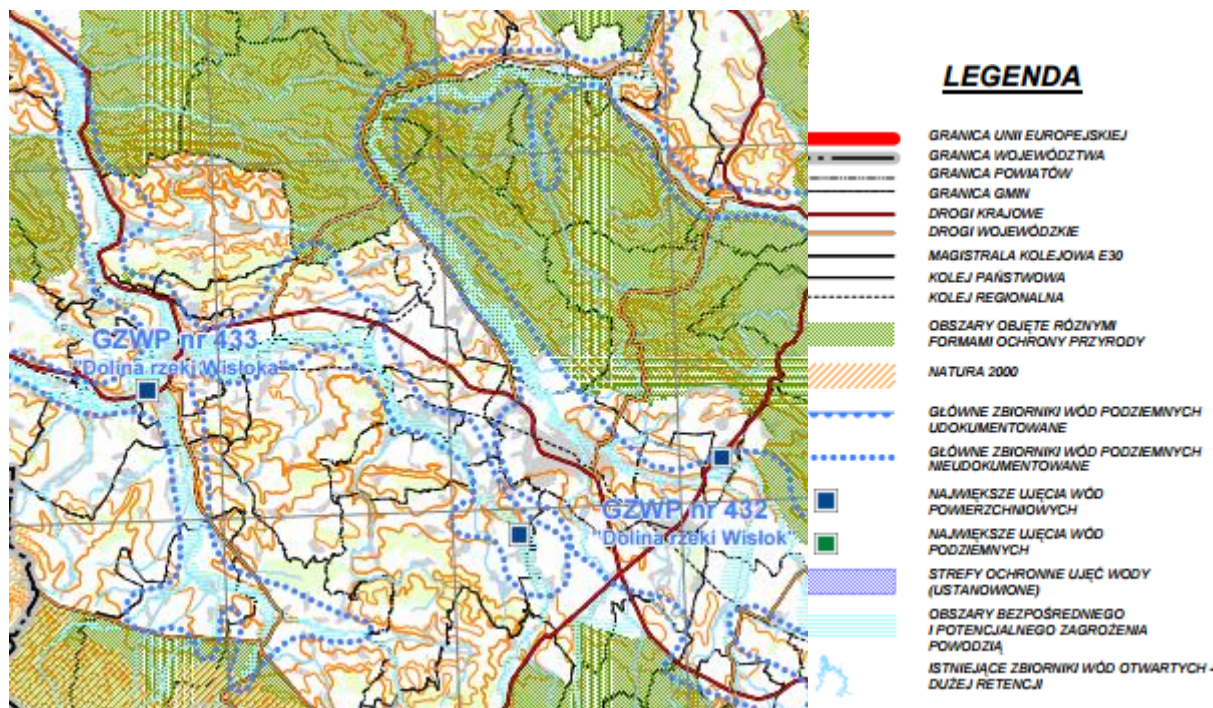 GZWP nr 433
"Dolina rzeki Wisłoka"
GZWP nr 432
"Dolina rzeki Wisłok"
LEGENDA
GRANICA UNII EUROPEJSKIEJ
GRANICA WOJEWÓDZTWA
GRANICA POWIATÓW
GRANICA GMIN
DROGI KRAJOWE
DROGI WOJEWÓDZKIE
MAGISTRALA KOLEJOWA E30
KOLEJ PAŃSTWOWA
KOLEJ REGIONALNA
OBSZARY OBJĘTE RÓZNYMI
FORMAMI OCHRONY PRZYRODY
NATURA 2000
GŁÓWNE ZBIORNIKI WÓD PODZIEMNYCH
UDOKUMENTOWANE
GŁÓWNE ZBIORNIKI WÓD PODZIEMNYCH
NIEUDOKUMENTOWANE
NAJWIĘKSZE UJĘCIA WÓD
POWIERZCHNIOWYCH
NAJWIĘKSZE UJĘCIA WÓD
PODZIEMNYCH
STREFY OCHRONNE UJĘĆ WODY
(USTANOWIONE)
OBSZARY BEZPOŚREDNIEGO
I POTENCJALNEGO ZAGROŻENIA
POWODZIĄ
ISTNIEJĄCE ZBIORNIKI WÓD OTWARTYCH -
DUŻEJ RETENCJI